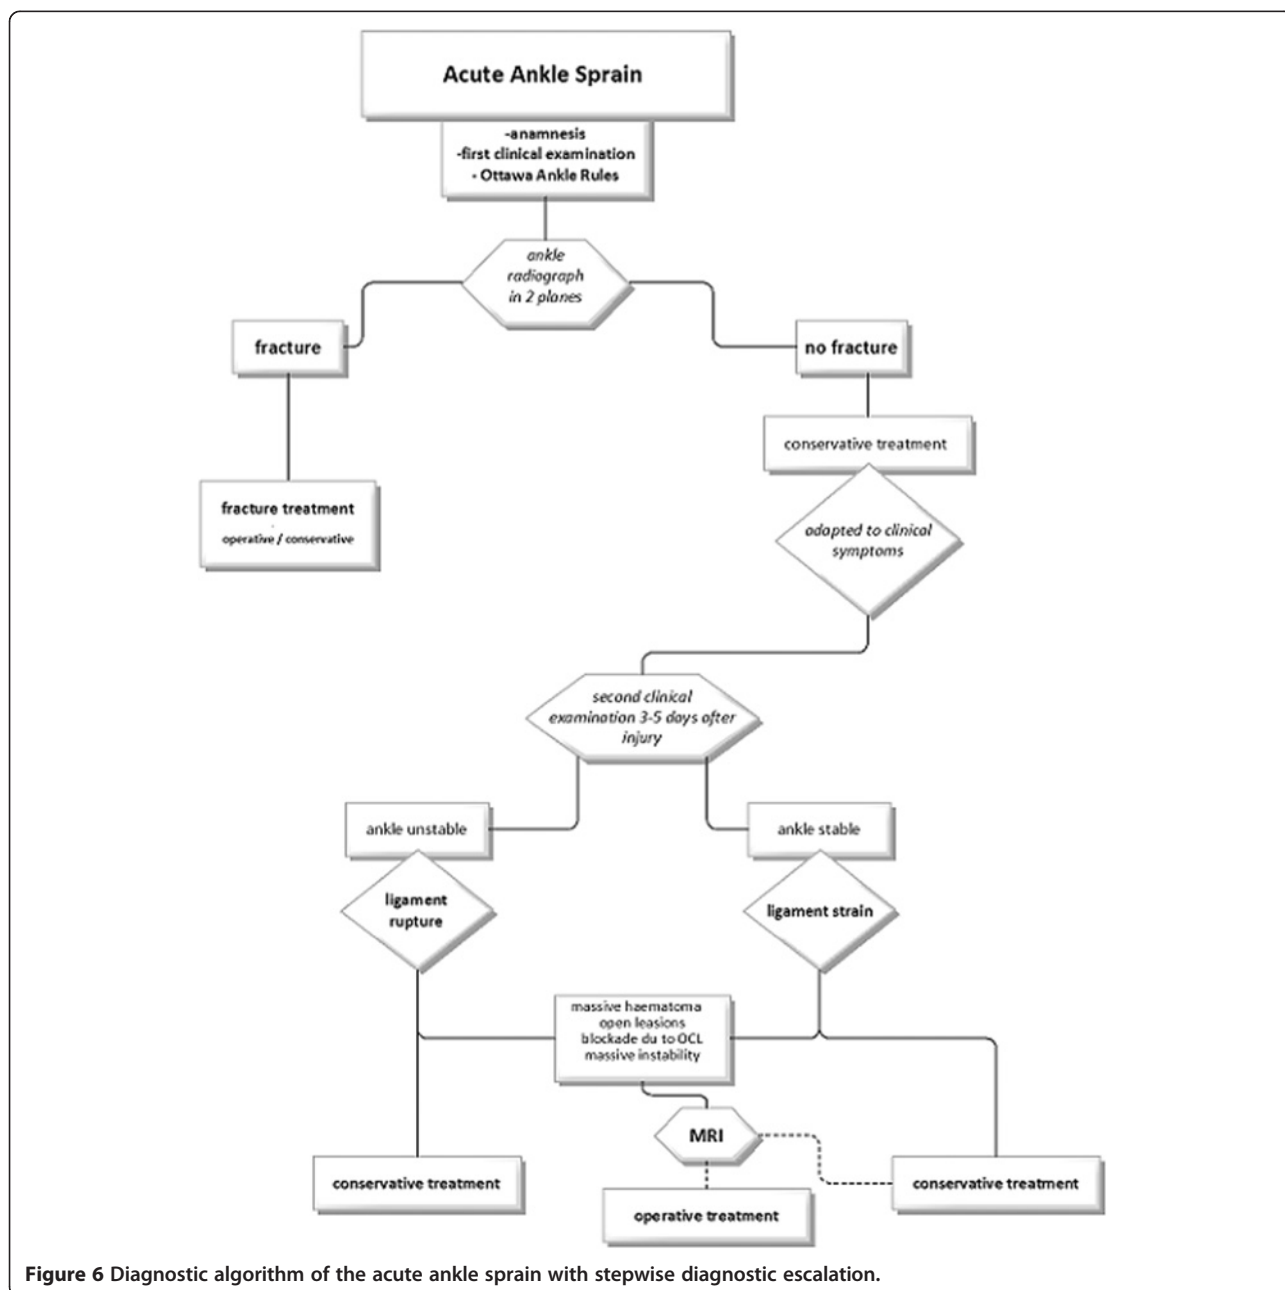 Acute Ankle Sprain
-anamnesis
-first clinical examination
- Ottawa Ankle Rules
ankle
radiograph
in 2 planes
fracture
no fracture
fracture treatment
-
operative / conservative
conservative treatment
adapted to clinical
symptoms
second clinical
examination 3-5 days after
injury
ankle unstable
ankle stable
ligament
rupture
ligament strain
massive haematoma
open leasions
blockade du to OCL
massive instability
MRI
conservative treatment
operative treatment
conservative treatment
Figure 6 Diagnostic algorithm of the acute ankle sprain with stepwise diagnostic escalation.